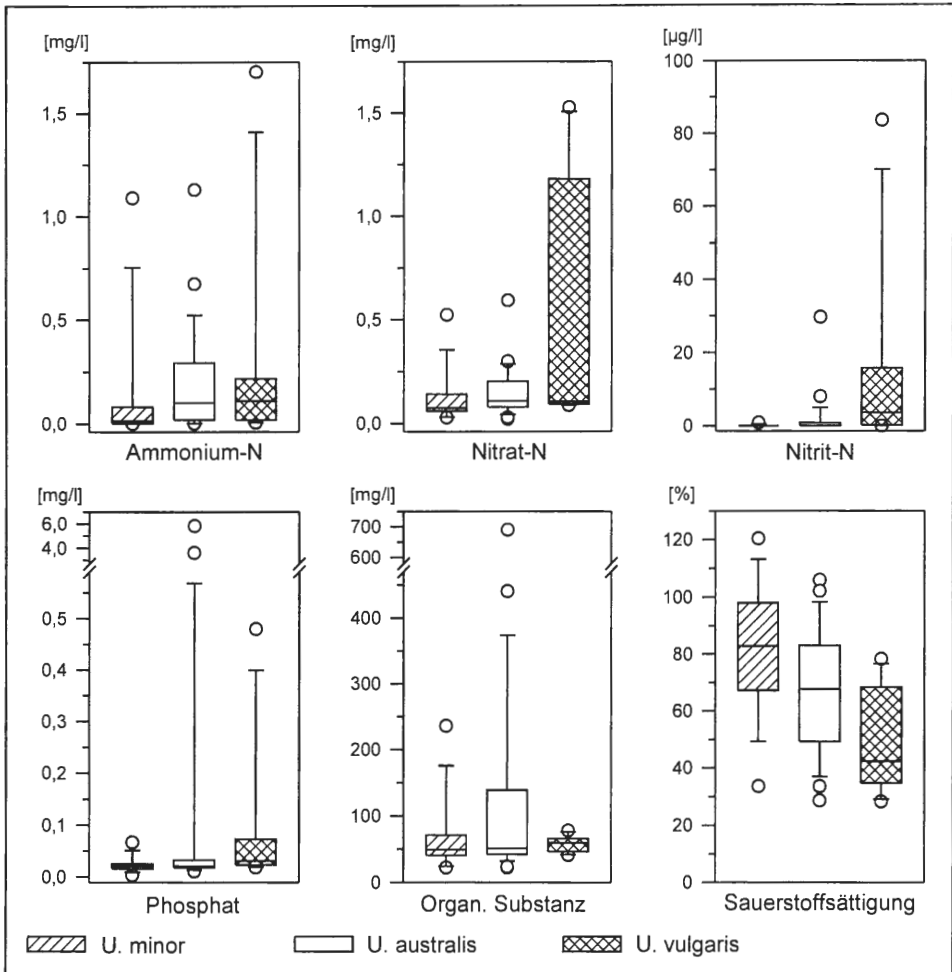 [mg/l] [mg/l] [µg/l]
1,5 1,5 100
1,0 1,0 80
0,5 0,5 60
0,0 0,0 40
20
0
Ammonium-N Nitrat-N Nitrit-N
[mg/l] [mg/l] [%]
6,0 700 120
4,0 600 100
0,5 400 80
0,4 300 60
0,3 200 40
0,2 100 20
0,1 0 0
0,0
Phosphat Organ. Substanz Sauerstoffsättigung
U. minor U. australis U. vulgaris